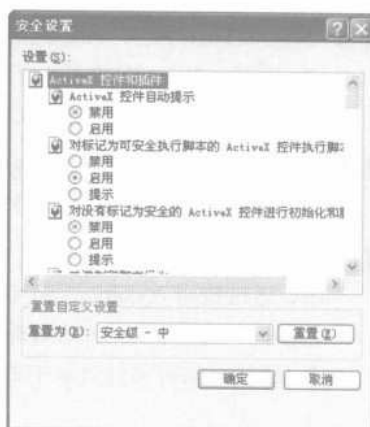 安全设置
设置(S):
ActiveX 控件和插件
ActiveX 控件自动提示
禁用
启用
对标记为可安全执行脚本的 ActiveX 控件执行脚本
禁用
启用
提示
对没有标记为安全的 ActiveX 控件进行初始化和
禁用
启用
提示
重置自定义设置
重置为(R): 安全级 - 中 重置(E)
确定 取消